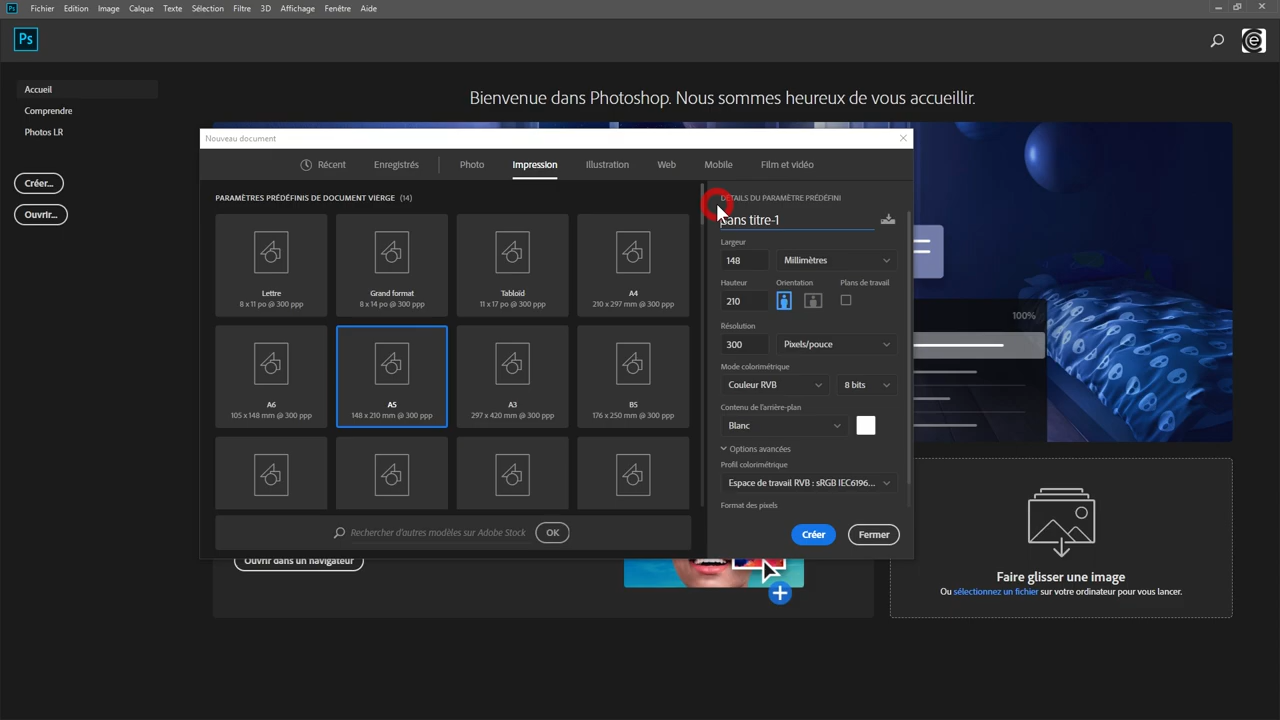 Ps
Fichier Edition Image Calque Texte Sélection Filtre 3D Affichage Fenêtre Aide
Ps
Accueil
Comprendre
Photos LR
Créer...
Ouvrir...
Bienvenue dans Photoshop. Nous sommes heureux de vous accueillir.
Nouveau document
Récent Enregistrés Photo Impression Illustration Web Mobile Film et vidéo
PARAMÈTRES PRÉDÉFINIS DE DOCUMENT VIERGE (14)
Lettre
8 x 11 po @ 300 ppp
Grand format
8 x 14 po @ 300 ppp
Tabloïd
11 x 17 po @ 300 ppp
A4
210 x 297 mm @ 300 ppp
A6
105 x 148 mm @ 300 ppp
A5
148 x 210 mm @ 300 ppp
A3
297 x 420 mm @ 300 ppp
B5
176 x 250 mm @ 300 ppp
Rechercher d'autres modèles sur Adobe Stock OK
DÉTAILS DU PARAMÈTRE PRÉDÉFINI
sans titre-1
Largeur
148 Millimètres
Hauteur Orientation Plans de travail
210
Résolution
300 Pixels/pouce
Mode colorimétrique
Couleur RVB 8 bits
Contenu de l'arrière-plan
Blanc
Options avancées
Profil colorimétrique
Espace de travail RVB : sRGB IEC6196...
Format des pixels
Créer Fermer
100%
Ouvrir dans un navigateur
Faire glisser une image
Ou sélectionnez un fichier sur votre ordinateur pour vous lancer.